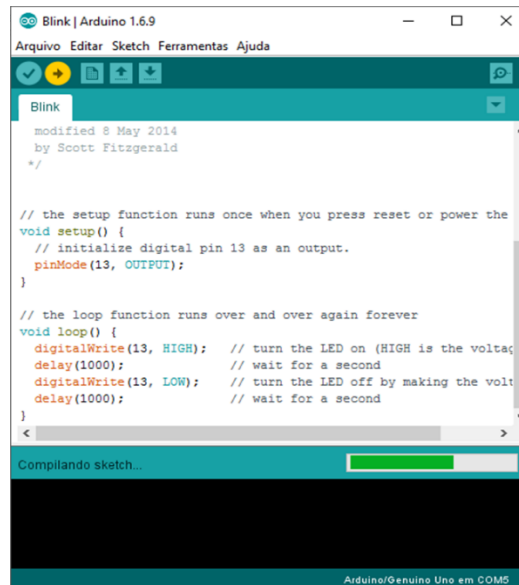 Blink | Arduino 1.6.9
Arquivo Editar Sketch Ferramentas Ajuda
Blink
modified 8 May 2014
by Scott Fitzgerald
*/
// the setup function runs once when you press reset or power the
void setup() {
// initialize digital pin 13 as an output.
pinMode(13, OUTPUT);
}
// the loop function runs over and over again forever
void loop() {
digitalWrite(13, HIGH); // turn the LED on (HIGH is the voltag
delay(1000); // wait for a second
digitalWrite(13, LOW); // turn the LED off by making the volt
delay(1000); // wait for a second
}
Compilando sketch...
Arduino/Genuino Uno em COM5